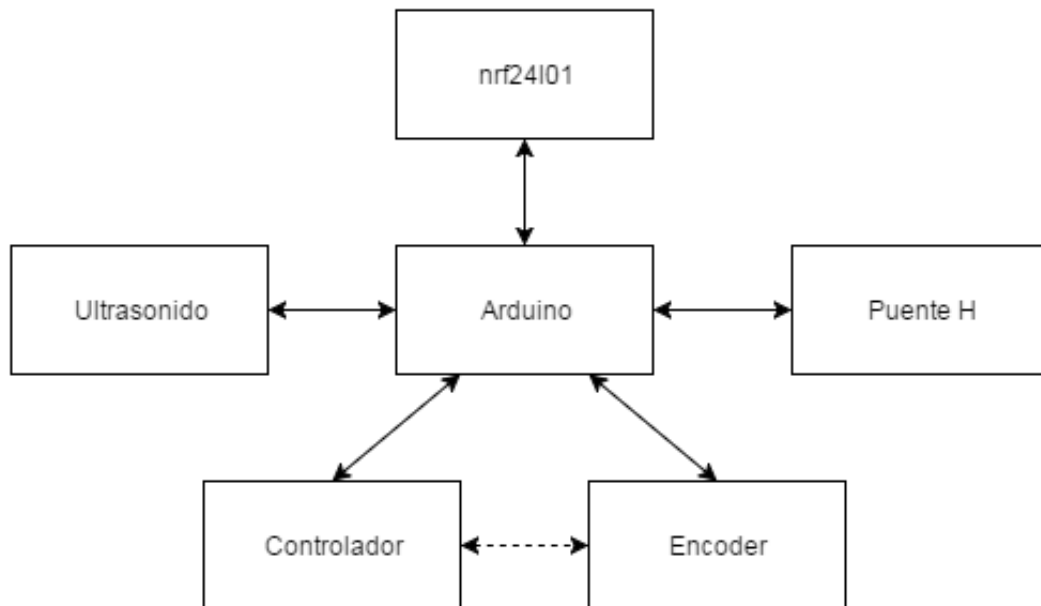 nrf24l01
Ultrasonido
Arduino
Puente H
Controlador
Encoder